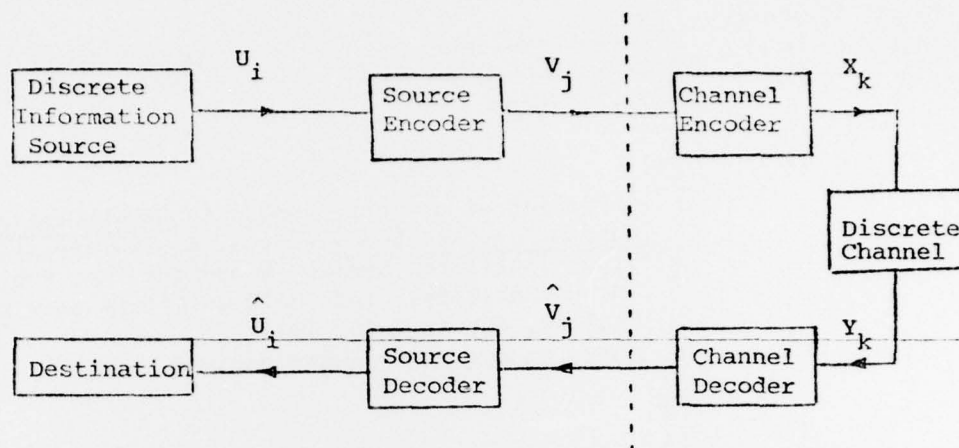 U_i
V_j
X_k
Discrete
Information
Source
Source
Encoder
Channel
Encoder
Discrete
Channel
Û_i
V̂_j
Y_k
Destination
Source
Decoder
Channel
Decoder